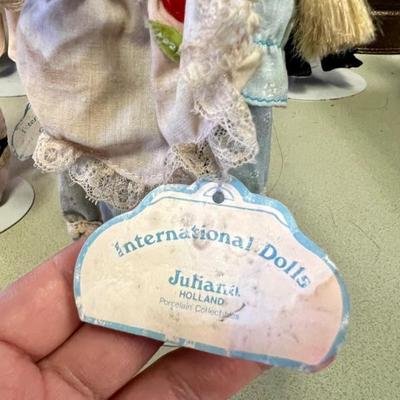 International Dolls
Juliana
HOLLAND
Porcelain Collectibles